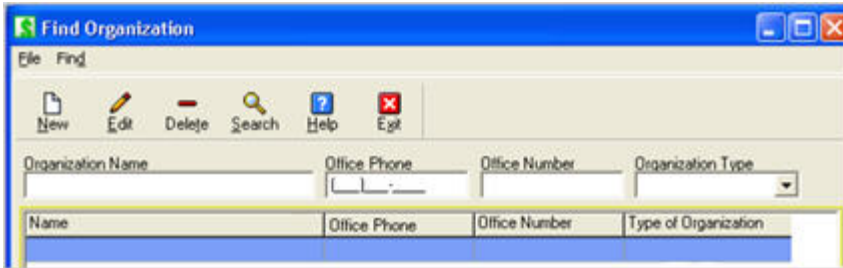 Find Organization
File Find
New Edit Delete Search Help Exit
Organization Name Office Phone Office Number Organization Type
(___)___-____
Name Office Phone Office Number Type of Organization